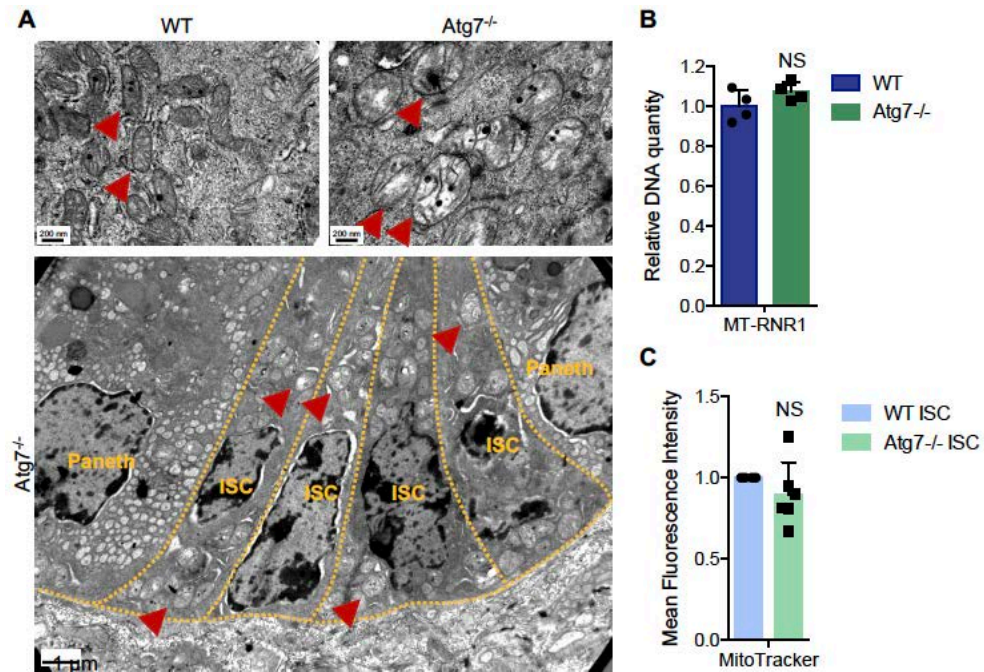 A
WT
Atg7-/-
200 nm
200 nm
Atg7-/-
Paneth
ISC
ISC
ISC
ISC
Paneth
1 µm
B
NS
1.2
1.0
0.8
0.6
0.4
0.2
0.0
Relative DNA quantity
MT-RNR1
WT
Atg7-/-
C
NS
1.5
1.0
0.5
0.0
Mean Fluorescence Intensity
MitoTracker
WT ISC
Atg7-/- ISC